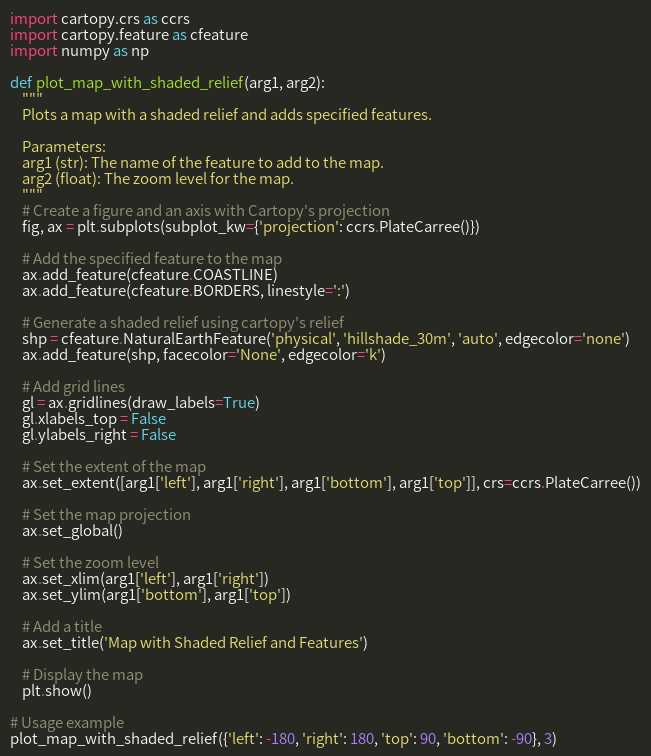 import cartopy.crs as ccrs
import cartopy.feature as cfeature
import numpy as np

def plot_map_with_shaded_relief(arg1, arg2):
    """
    Plots a map with a shaded relief and adds specified features.

    Parameters:
    arg1 (str): The name of the feature to add to the map.
    arg2 (float): The zoom level for the map.
    """
    # Create a figure and an axis with Cartopy's projection
    fig, ax = plt.subplots(subplot_kw={'projection': ccrs.PlateCarree()})

    # Add the specified feature to the map
    ax.add_feature(cfeature.COASTLINE)
    ax.add_feature(cfeature.BORDERS, linestyle=':')

    # Generate a shaded relief using cartopy's relief
    shp = cfeature.NaturalEarthFeature('physical', 'hillshade_30m', 'auto', edgecolor='none')
    ax.add_feature(shp, facecolor='None', edgecolor='k')

    # Add grid lines
    gl = ax.gridlines(draw_labels=True)
    gl.xlabels_top = False
    gl.ylabels_right = False

    # Set the extent of the map
    ax.set_extent([arg1['left'], arg1['right'], arg1['bottom'], arg1['top']], crs=ccrs.PlateCarree())

    # Set the map projection
    ax.set_global()

    # Set the zoom level
    ax.set_xlim(arg1['left'], arg1['right'])
    ax.set_ylim(arg1['bottom'], arg1['top'])

    # Add a title
    ax.set_title('Map with Shaded Relief and Features')

    # Display the map
    plt.show()

# Usage example
plot_map_with_shaded_relief({'left': -180, 'right': 180, 'top': 90, 'bottom': -90}, 3)